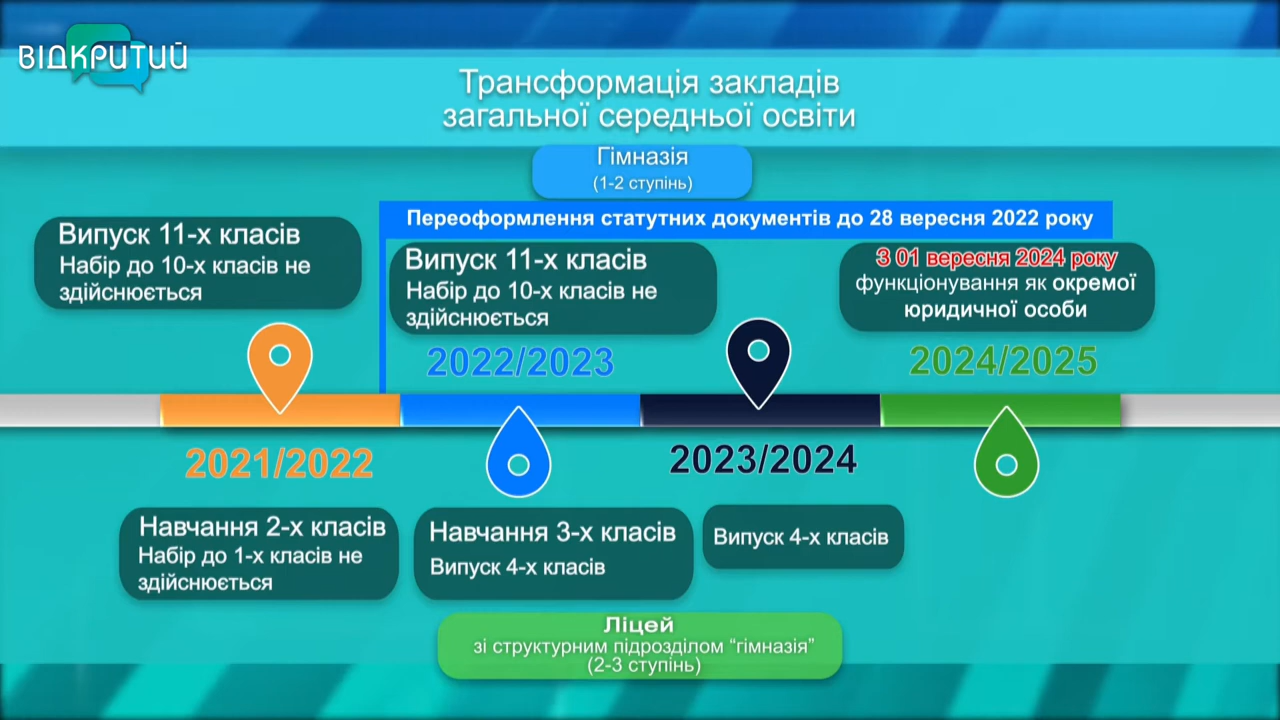 ВІДКРИТИЙ
Трансформація закладів
загальної середньої освіти
Гімназія
(1-2 ступінь)
Переоформлення статутних документів до 28 вересня 2022 року
Випуск 11-х класів
Набір до 10-х класів не
здійснюється
Випуск 11-х класів
Набір до 10-х класів не
здійснюється
З 01 вересня 2024 року
функціонування як окремої
юридичної особи
2022/2023
2024/2025
2021/2022
2023/2024
Навчання 2-х класів
Набір до 1-х класів не
здійснюється
Навчання 3-х класів
Випуск 4-х класів
Випуск 4-х класів
Ліцей
зі структурним підрозділом “гімназія”
(2-3 ступінь)